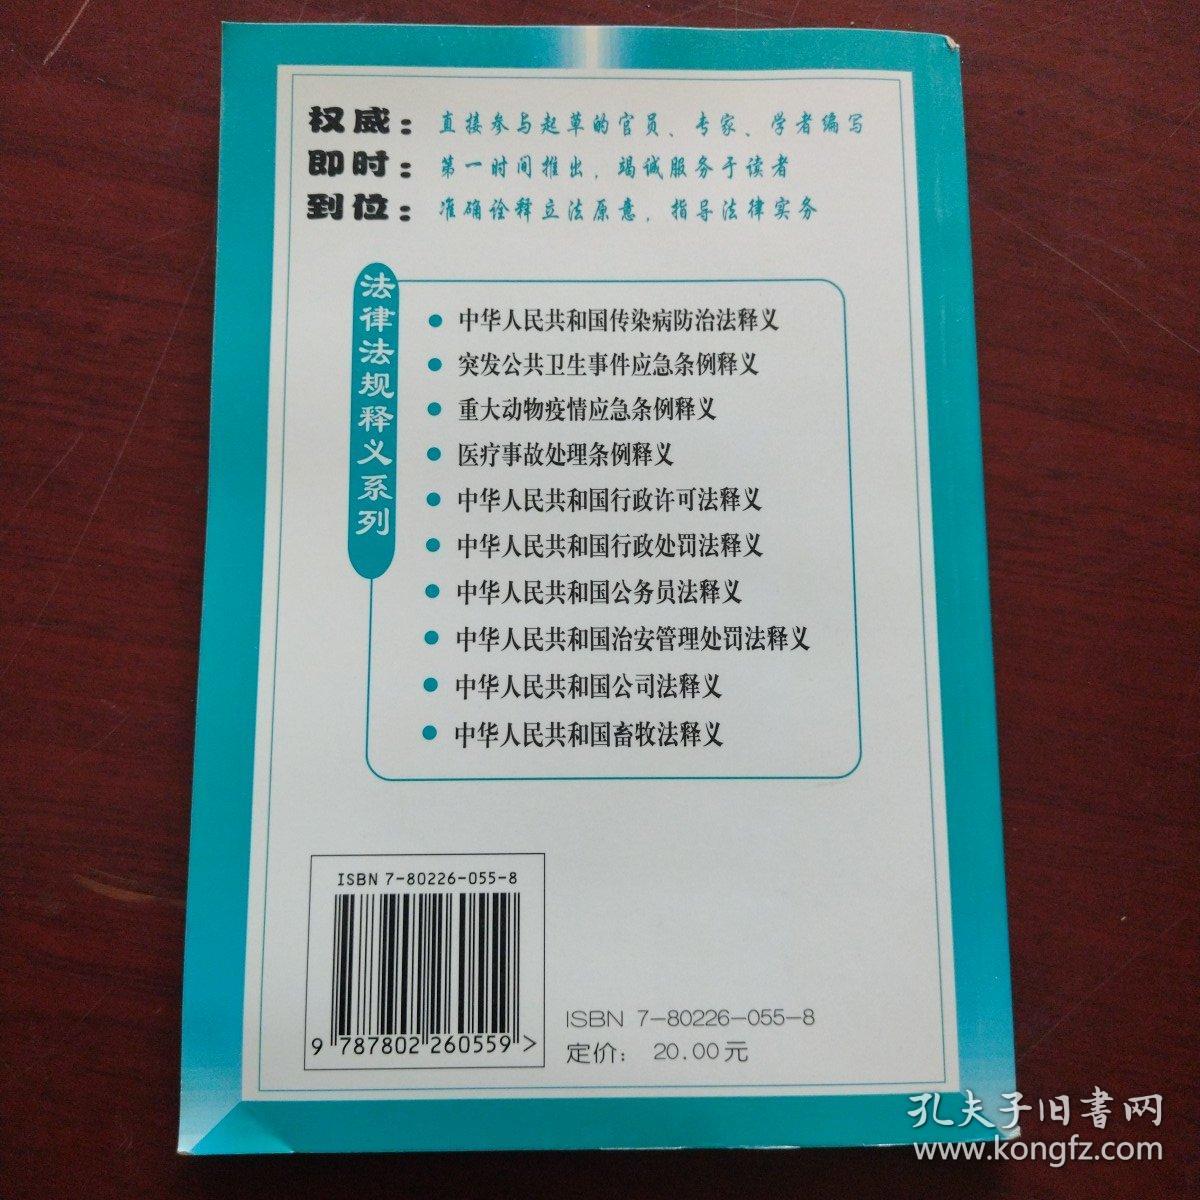 权威：直接参与起草的官员、专家、学者编写
即时：第一时间推出，竭诚服务于读者
到位：准确诠释立法原意，指导法律实务
法律法规释义系列
● 中华人民共和国传染病防治法释义
● 突发公共卫生事件应急条例释义
● 重大动物疫情应急条例释义
● 医疗事故处理条例释义
● 中华人民共和国行政许可法释义
● 中华人民共和国行政处罚法释义
● 中华人民共和国公务员法释义
● 中华人民共和国治安管理处罚法释义
● 中华人民共和国公司法释义
● 中华人民共和国畜牧法释义
ISBN 7-80226-055-8
9 787802 260559 >
ISBN 7-80226-055-8
定价：20.00元
孔夫子旧書网
www.kongfz.com